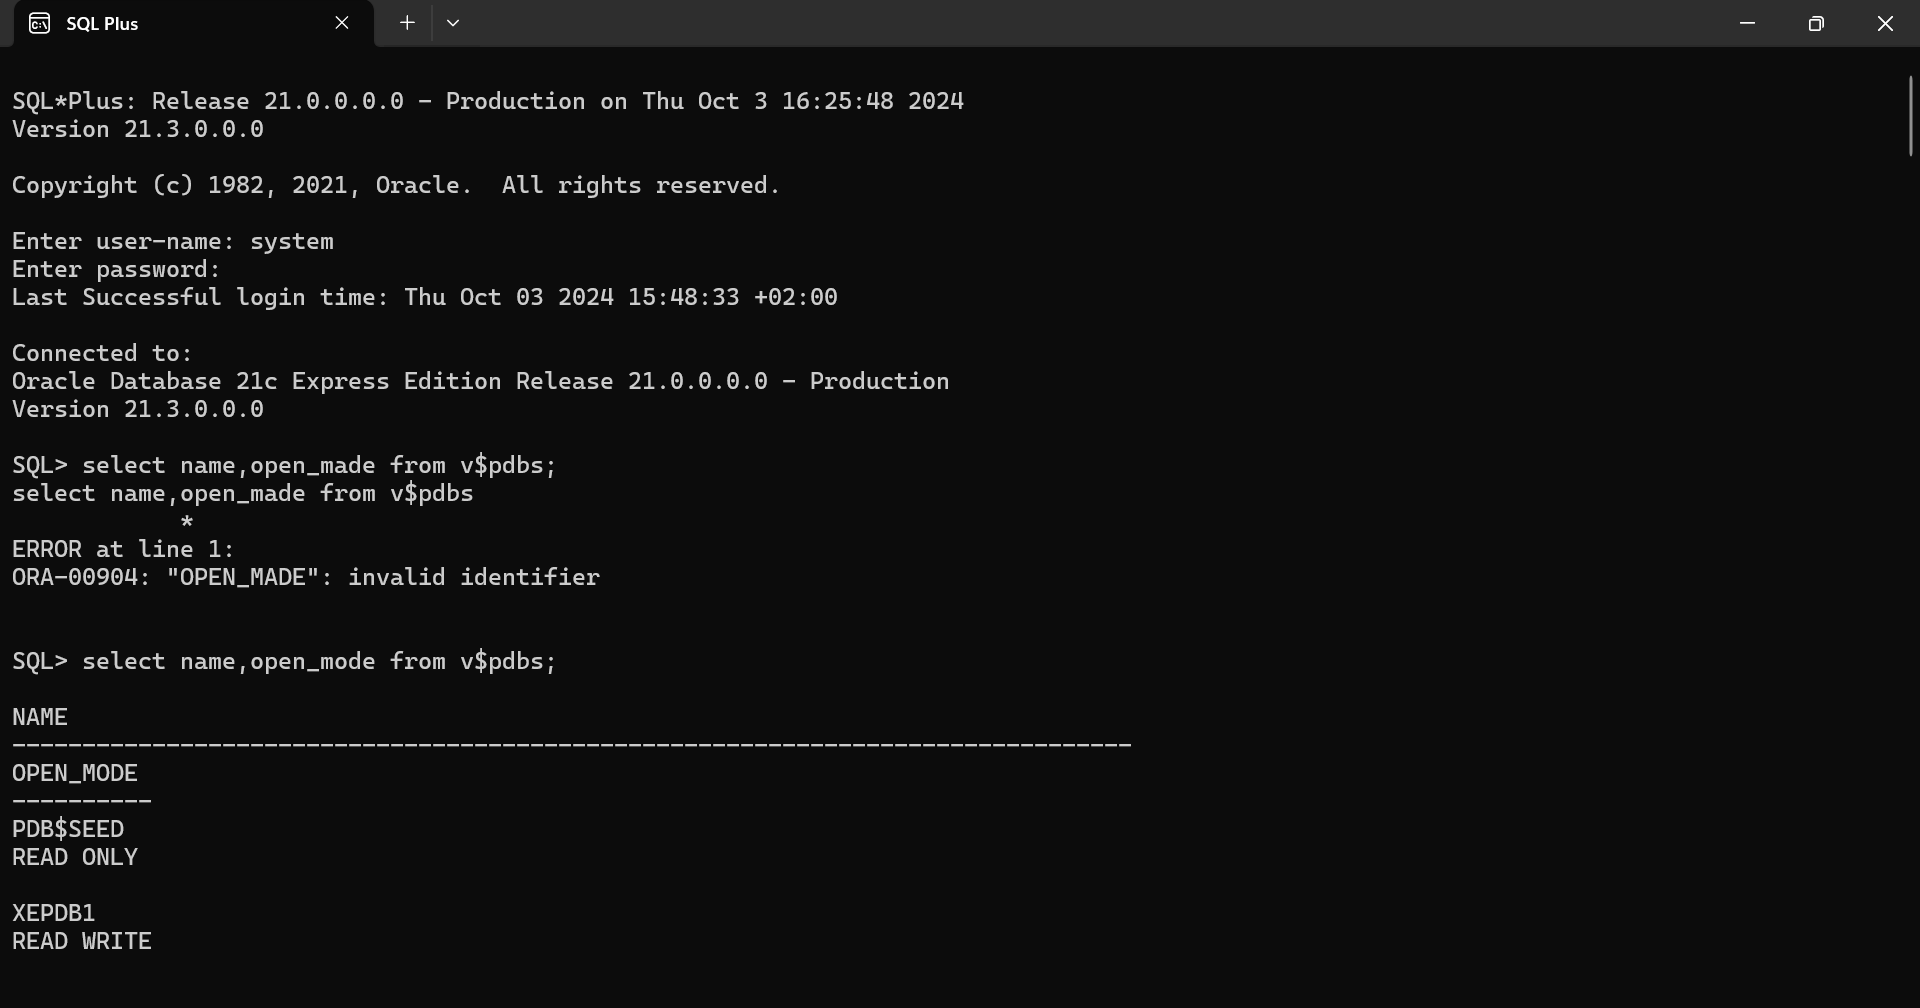 SQL Plus
SQL*Plus: Release 21.0.0.0.0 - Production on Thu Oct 3 16:25:48 2024
Version 21.3.0.0.0
Copyright (c) 1982, 2021, Oracle.  All rights reserved.
Enter user-name: system
Enter password:
Last Successful login time: Thu Oct 03 2024 15:48:33 +02:00
Connected to:
Oracle Database 21c Express Edition Release 21.0.0.0.0 - Production
Version 21.3.0.0.0
SQL> select name,open_made from v$pdbs;
select name,open_made from v$pdbs
            *
ERROR at line 1:
ORA-00904: "OPEN_MADE": invalid identifier
SQL> select name,open_mode from v$pdbs;
NAME
--------------------------------------------------------------------------------
OPEN_MODE
----------
PDB$SEED
READ ONLY
XEPDB1
READ WRITE